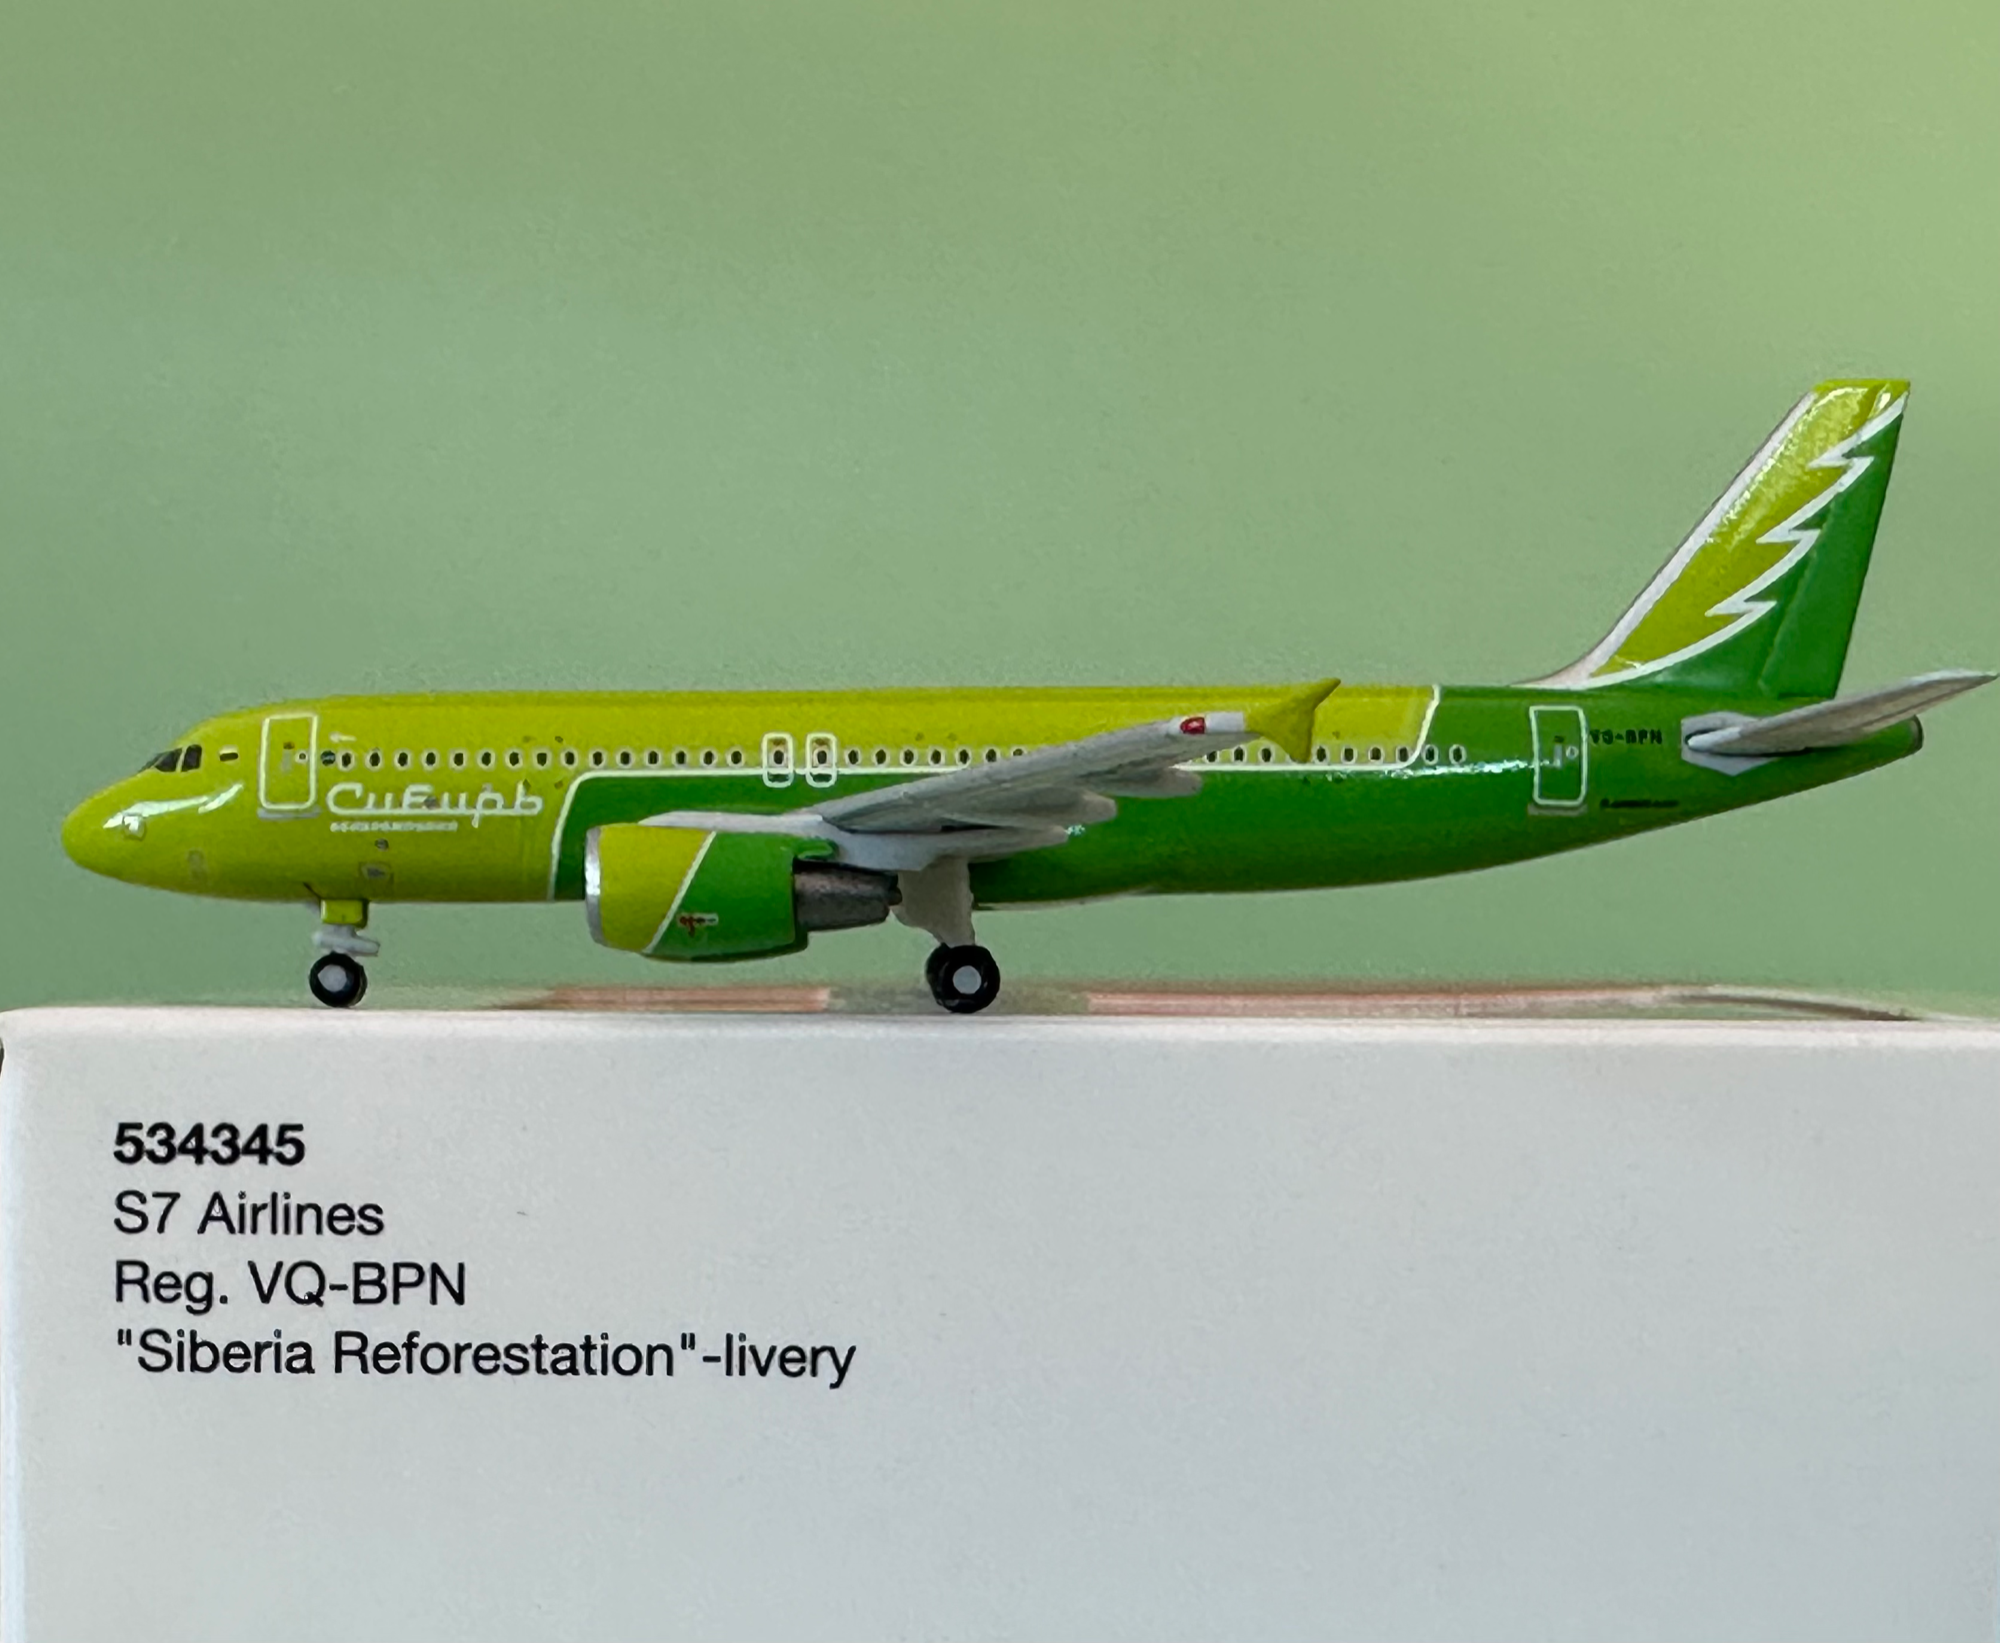 Сибирь
VQ-BPN
534345
S7 Airlines
Reg. VQ-BPN
"Siberia Reforestation"-livery